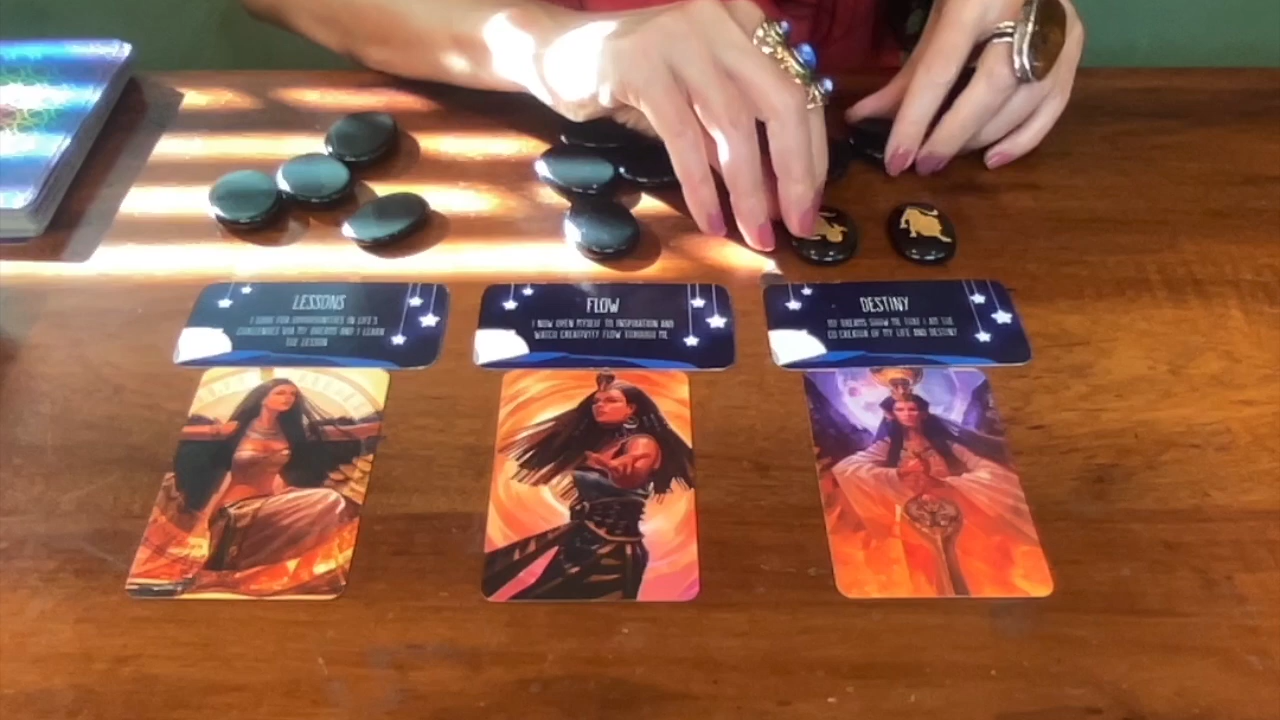 LESSONS
I LOOK FOR OPPORTUNITIES IN LIFE'S
CHALLENGES VIA MY DREAMS AND I LEARN
THE LESSON
FLOW
I NOW OPEN MYSELF TO INSPIRATION AND
WATCH CREATIVITY FLOW THROUGH ME
DESTINY
MY DREAMS SHOW ME THAT I AM THE
CO CREATOR OF MY LIFE AND DESTINY